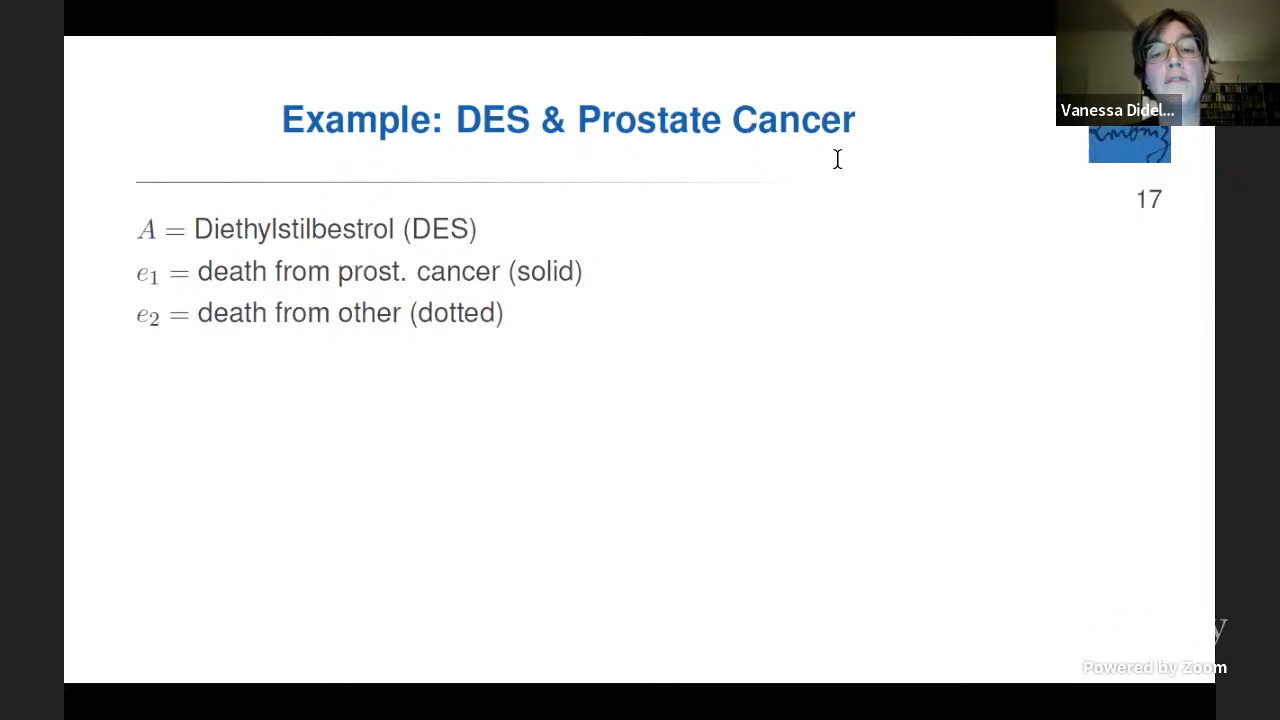 Example: DES & Prostate Cancer
Vanessa Didel...
17
A = Diethylstilbestrol (DES)
e₁ = death from prost. cancer (solid)
e₂ = death from other (dotted)
Powered by Zoom